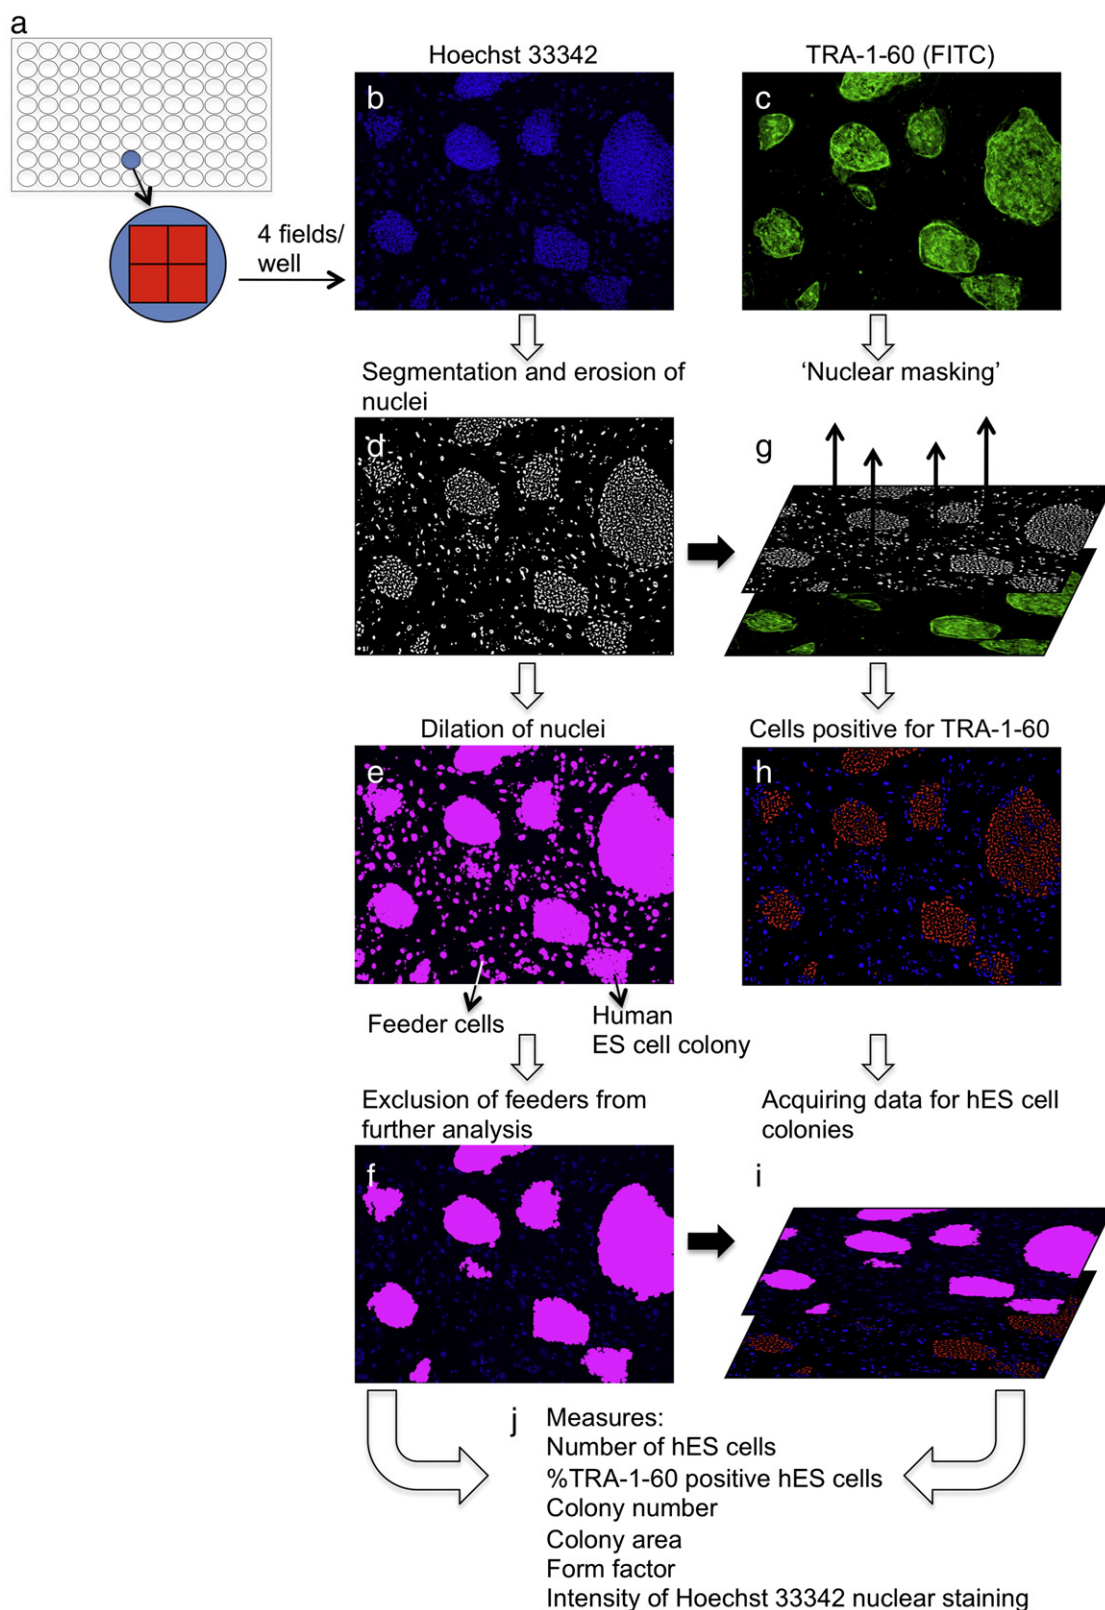 a
Hoechst 33342
TRA-1-60 (FITC)
b
c
4 fields/
well
Segmentation and erosion of
nuclei
'Nuclear masking'
d
g
Dilation of nuclei
Cells positive for TRA-1-60
e
h
Feeder cells
Human
ES cell colony
Exclusion of feeders from
further analysis
Acquiring data for hES cell
colonies
f
i
j
Measures:
Number of hES cells
%TRA-1-60 positive hES cells
Colony number
Colony area
Form factor
Intensity of Hoechst 33342 nuclear staining